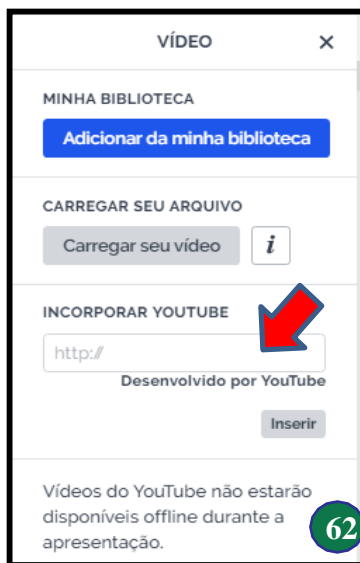 VÍDEO ×
MINHA BIBLIOTECA
Adicionar da minha biblioteca
CARREGAR SEU ARQUIVO
Carregar seu vídeo i
INCORPORAR YOUTUBE
http://
Desenvolvido por YouTube
Inserir
Vídeos do YouTube não estarão
disponíveis offline durante a
apresentação.
62